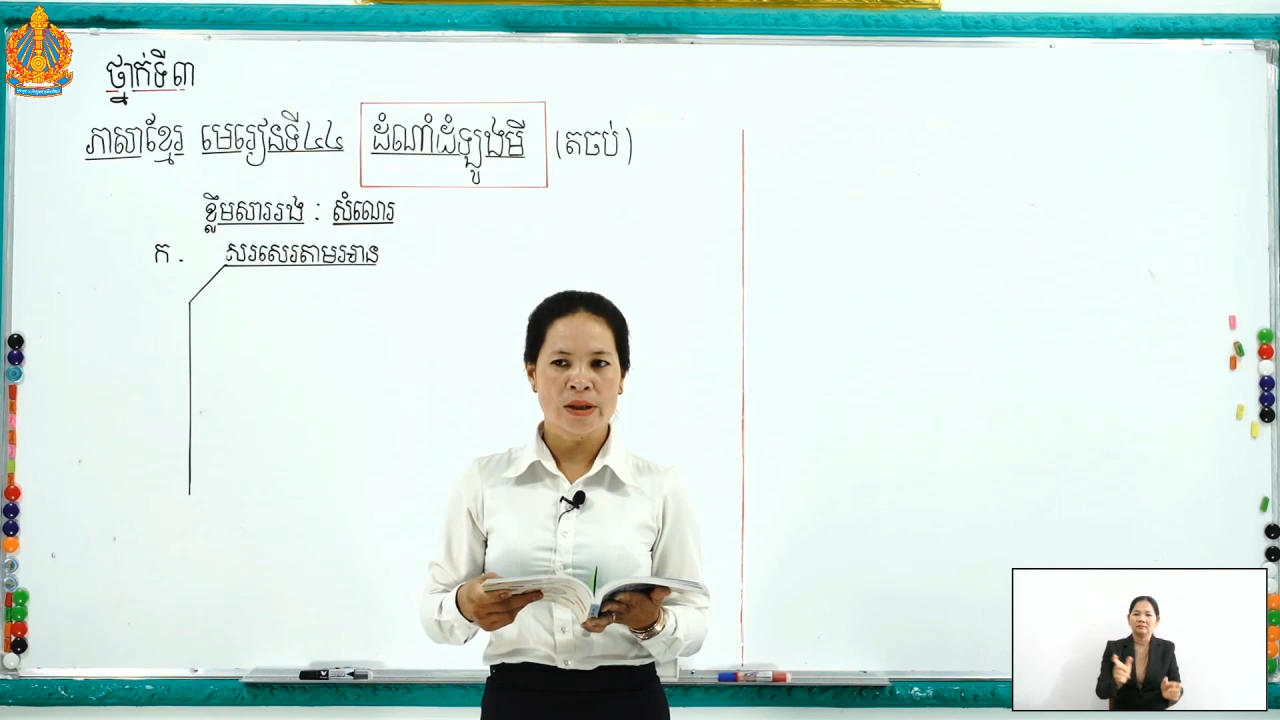 ថ្នាក់ទី៣
ភាសាខ្មែរ មេរៀនទី៤៤ ដំណាំដំឡូងមី (តចប់)
ខ្លឹមសាររង : សំណេរ
ក. សរសេរតាមអាន